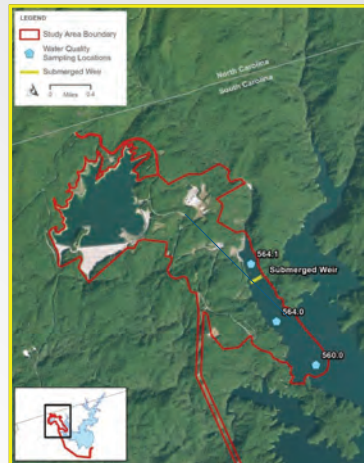 LEGEND
Study Area Boundary
Water Quality
Sampling Locations
Submerged Weir
0 0.4
Miles
North Carolina
South Carolina
564.1
Submerged Weir
564.0
560.0